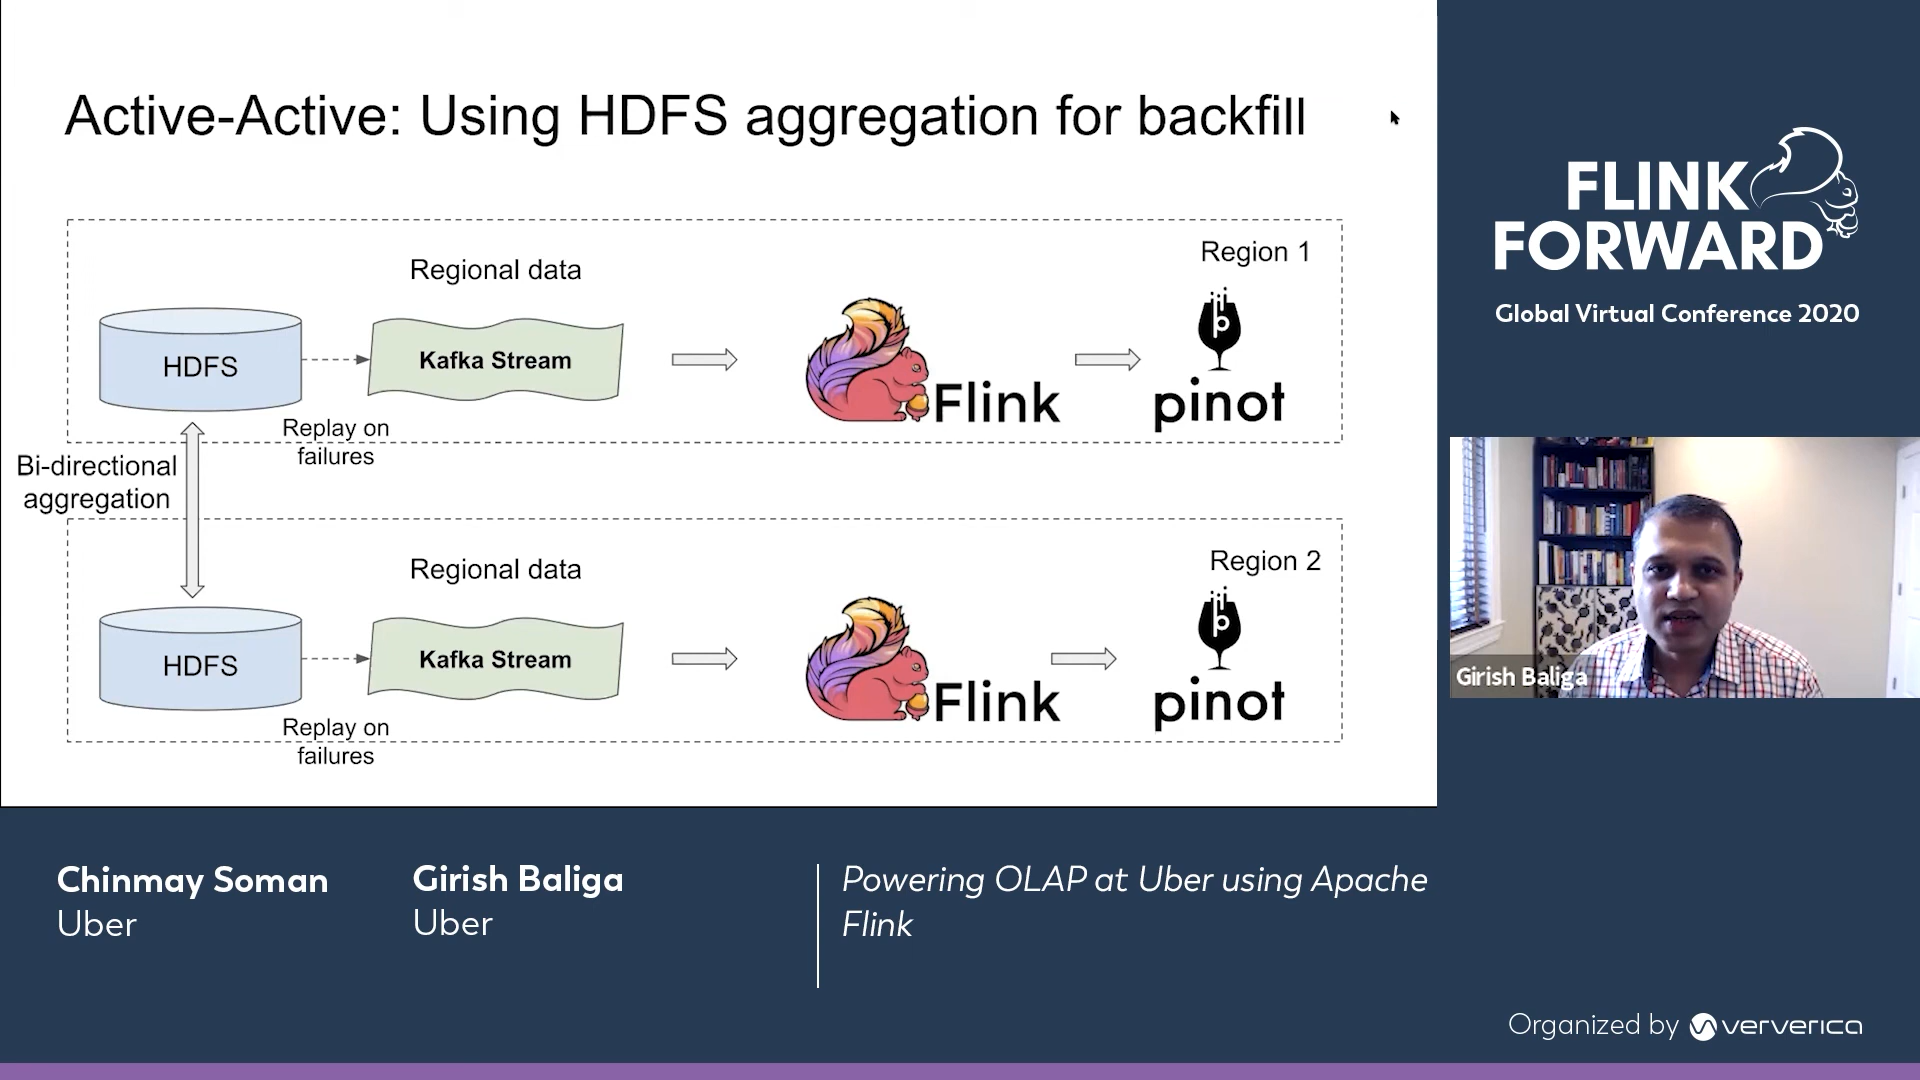 Active-Active: Using HDFS aggregation for backfill
Region 1
Regional data
HDFS
Kafka Stream
Flink
p
pinot
Replay on
failures
Bi-directional
aggregation
Region 2
Regional data
HDFS
Kafka Stream
Flink
p
pinot
Replay on
failures
FLINK
FORWARD
Global Virtual Conference 2020
Girish Baliga
Chinmay Soman
Uber
Girish Baliga
Uber
Powering OLAP at Uber using Apache
Flink
Organized by ververica